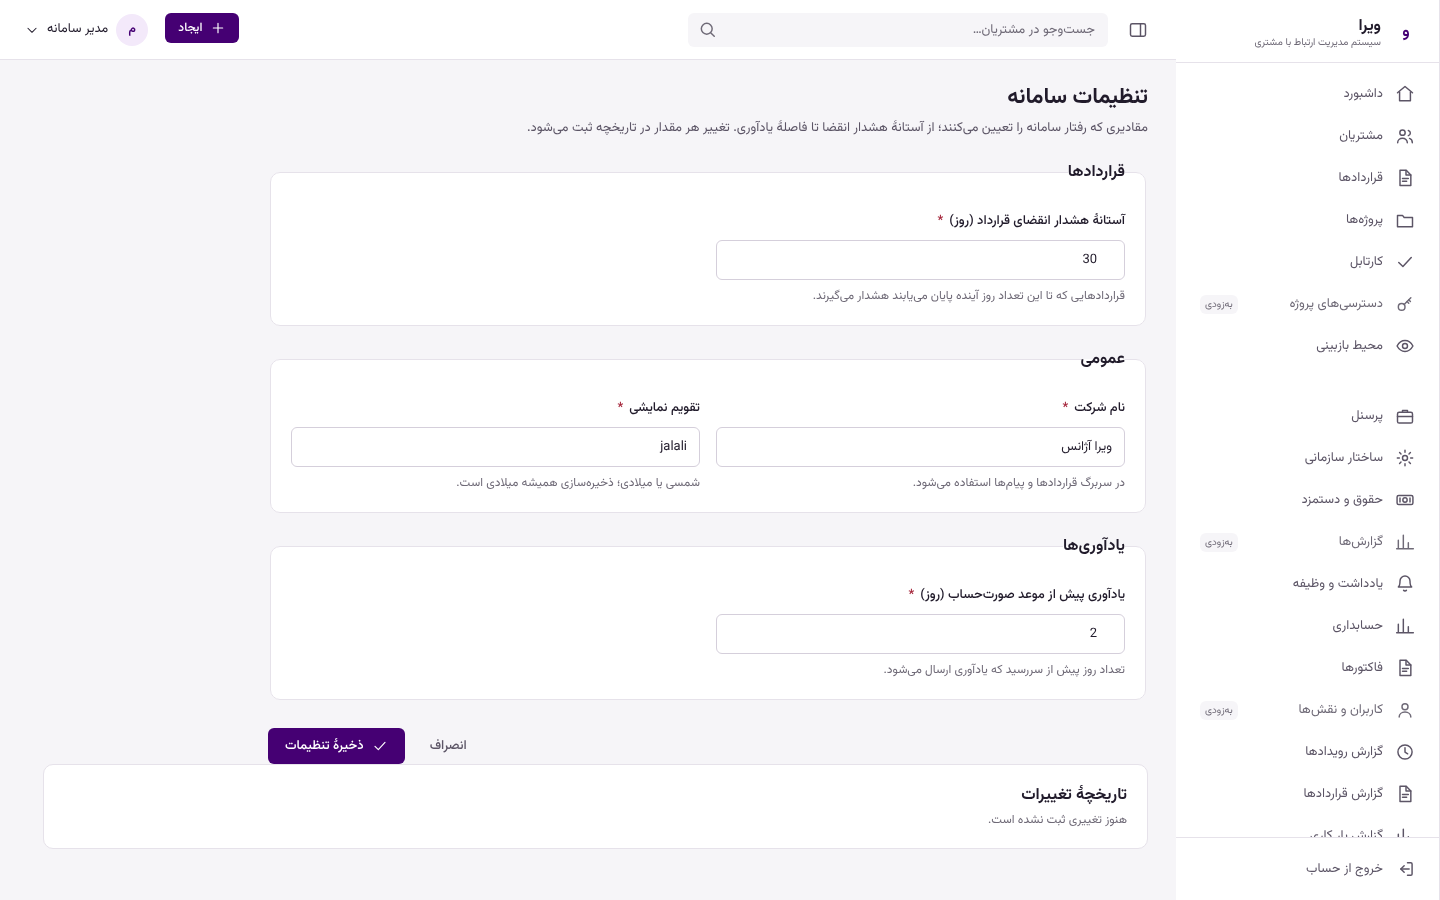 ویرا
سیستم مدیریت ارتباط با مشتری
داشبورد
مشتریان
قراردادها
پروژه‌ها
کارتابل
دسترسی‌های پروژه
به‌زودی
محیط بازبینی
پرسنل
ساختار سازمانی
حقوق و دستمزد
گزارش‌ها
به‌زودی
یادداشت و وظیفه
حسابداری
فاکتورها
کاربران و نقش‌ها
به‌زودی
گزارش رویدادها
گزارش قراردادها
گزارش بار کاری
خروج از حساب
و
جست‌وجو در مشتریان...
ایجاد
م
مدیر سامانه
تنظیمات سامانه
مقادیری که رفتار سامانه را تعیین می‌کنند؛ از آستانهٔ هشدار انقضا تا فاصلهٔ یادآوری. تغییر هر مقدار در تاریخچه ثبت می‌شود.
قراردادها
آستانهٔ هشدار انقضای قرارداد (روز) *
30
قراردادهایی که تا این تعداد روز آینده پایان می‌یابند هشدار می‌گیرند.
عمومی
نام شرکت *
ویرا آژانس
در سربرگ قراردادها و پیام‌ها استفاده می‌شود.
تقویم نمایشی *
jalali
شمسی یا میلادی؛ ذخیره‌سازی همیشه میلادی است.
یادآوری‌ها
یادآوری پیش از موعد صورت‌حساب (روز) *
2
تعداد روز پیش از سررسید که یادآوری ارسال می‌شود.
انصراف
ذخیرهٔ تنظیمات
تاریخچهٔ تغییرات
هنوز تغییری ثبت نشده است.